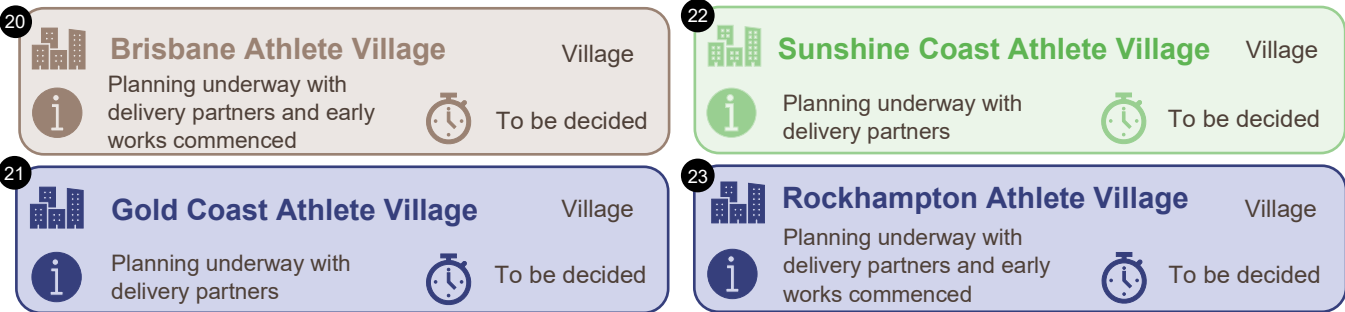 20
Brisbane Athlete Village
Village
Planning underway with
delivery partners and early
works commenced
To be decided
21
Gold Coast Athlete Village
Village
Planning underway with
delivery partners
To be decided
22
Sunshine Coast Athlete Village
Village
Planning underway with
delivery partners
To be decided
23
Rockhampton Athlete Village
Village
Planning underway with
delivery partners and early
works commenced
To be decided